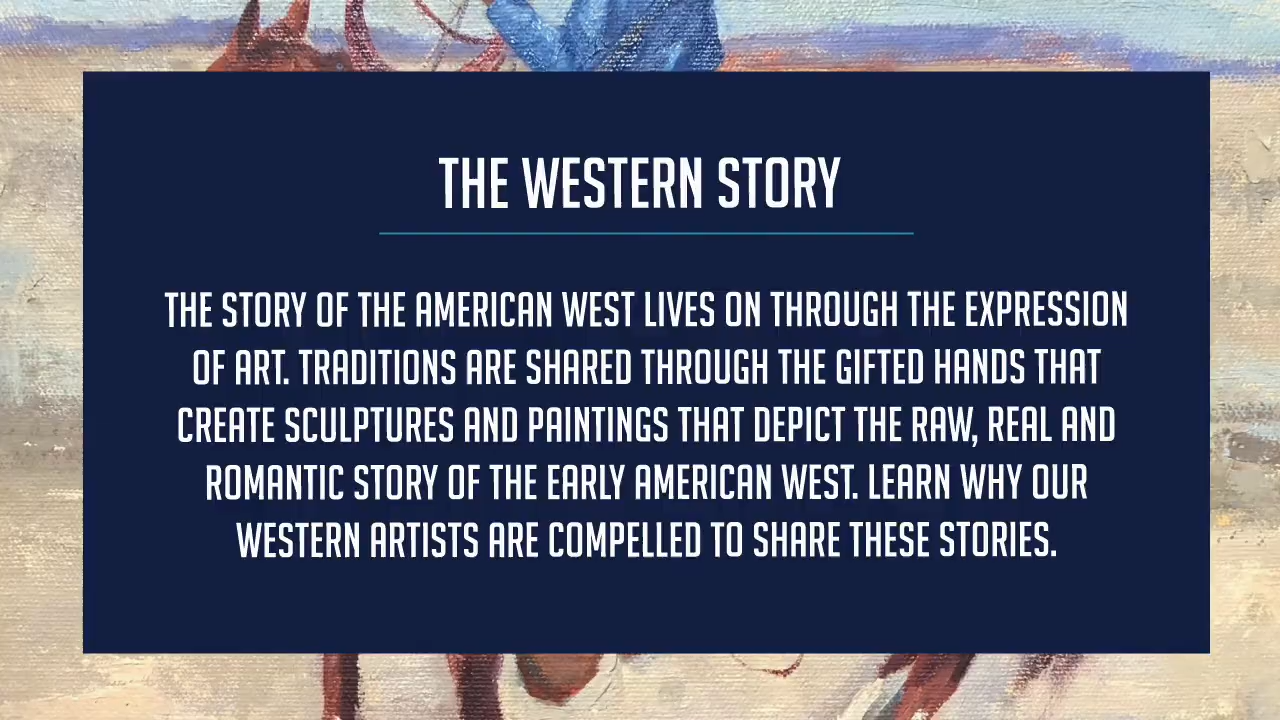 THE WESTERN STORY
THE STORY OF THE AMERICAN WEST LIVES ON THROUGH THE EXPRESSION
OF ART. TRADITIONS ARE SHARED THROUGH THE GIFTED HANDS THAT
CREATE SCULPTURES AND PAINTINGS THAT DEPICT THE RAW, REAL AND
ROMANTIC STORY OF THE EARLY AMERICAN WEST. LEARN WHY OUR
WESTERN ARTISTS ARE COMPELLED TO SHARE THESE STORIES.